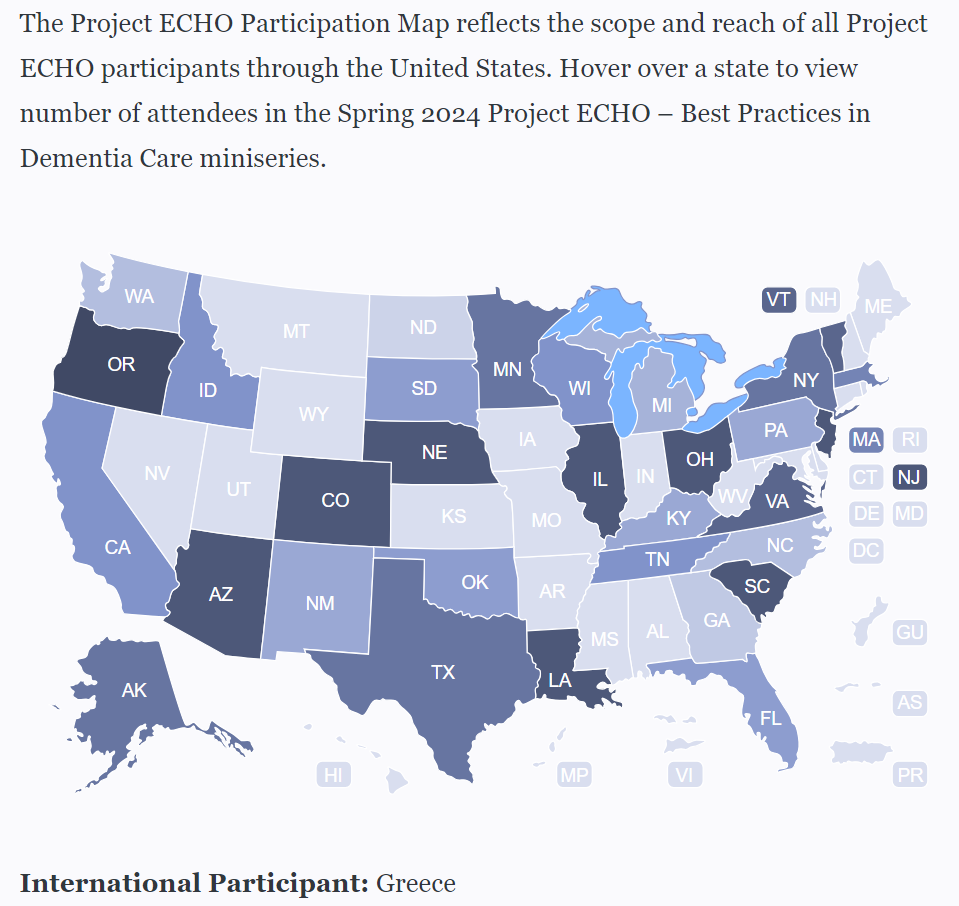 The Project ECHO Participation Map reflects the scope and reach of all Project
ECHO participants through the United States. Hover over a state to view
number of attendees in the Spring 2024 Project ECHO – Best Practices in
Dementia Care miniseries.
WA
MT
ND
MN
VT
NH
ME
OR
ID
SD
WI
MI
NY
WY
NE
IA
PA
MA
RI
NV
UT
CO
IL
IN
OH
WV
VA
CT
NJ
CA
KS
MO
KY
DE
MD
NC
DC
AZ
NM
OK
AR
TN
SC
MS
AL
GA
GU
AK
TX
LA
FL
AS
HI
MP
VI
PR
International Participant: Greece